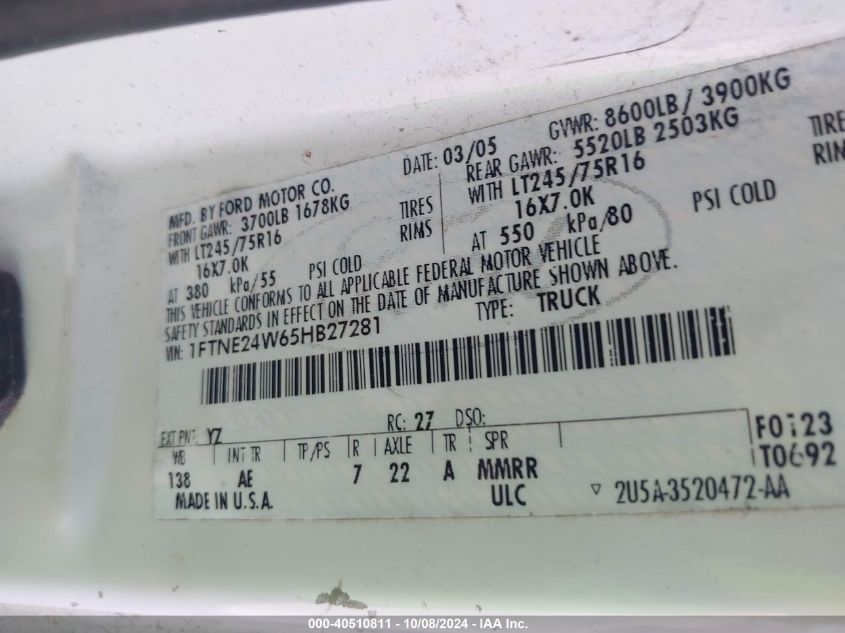 MFD. BY FORD MOTOR CO.
DATE: 03/05
GVWR: 8600LB / 3900KG
FRONT GAWR: 3700LB 1678KG
REAR GAWR: 5520LB 2503KG
WITH LT245/75R16 TIRES
WITH LT245/75R16 TIRE
16X7.0K RIMS
16X7.0K RIM
AT 380 kPa/55 PSI COLD
AT 550 kPa/80 PSI COLD
THIS VEHICLE CONFORMS TO ALL APPLICABLE FEDERAL MOTOR VEHICLE
SAFETY STANDARDS IN EFFECT ON THE DATE OF MANUFACTURE SHOWN ABOVE.
VIN: 1FTNE24W65HB27281
TYPE: TRUCK
EXT PNT: YZ RC: 27 DSO:
WB INT TR TP/PS R AXLE TR SPR
138 AE 7 22 A MMRR
ULC
F0123
T0692
MADE IN U.S.A.
▽ 2U5A-3520472-AA
000-40510811 - 10/08/2024 - IAA Inc.